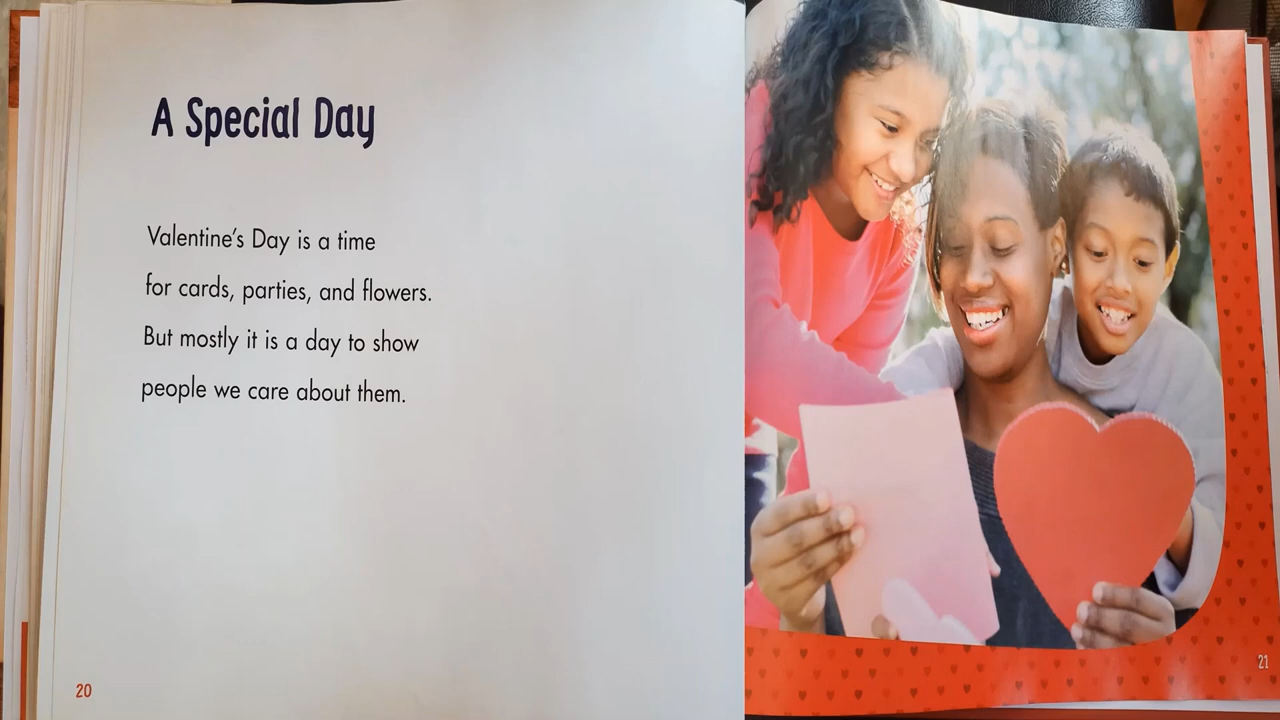 A Special Day
Valentine's Day is a time
for cards, parties, and flowers.
But mostly it is a day to show
people we care about them.
20
21